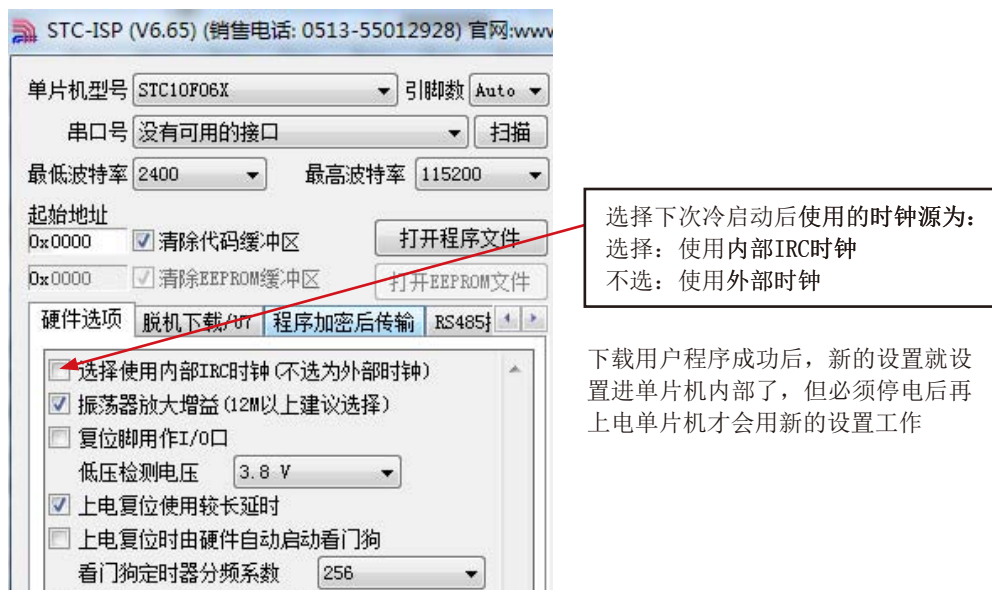 STC-ISP (V6.65) (销售电话: 0513-55012928) 官网:www
单片机型号 STC10F06X 引脚数 Auto
串口号 没有可用的接口 扫描
最低波特率 2400 最高波特率 115200
起始地址
0x0000 清除代码缓冲区 打开程序文件
0x0000 清除EEPROM缓冲区 打开EEPROM文件
硬件选项 脱机下载/U7 程序加密后传输 RS485
选择使用内部IRC时钟(不选为外部时钟)
振荡器放大增益(12M以上建议选择)
复位脚用作I/O口
低压检测电压 3.8 V
上电复位使用较长延时
上电复位时由硬件自动启动看门狗
看门狗定时器分频系数 256
选择下次冷启动后使用的时钟源为:
选择: 使用内部IRC时钟
不选: 使用外部时钟
下载用户程序成功后，新的设置就设
置进单片机内部了，但必须停电后再
上电单片机才会用新的设置工作